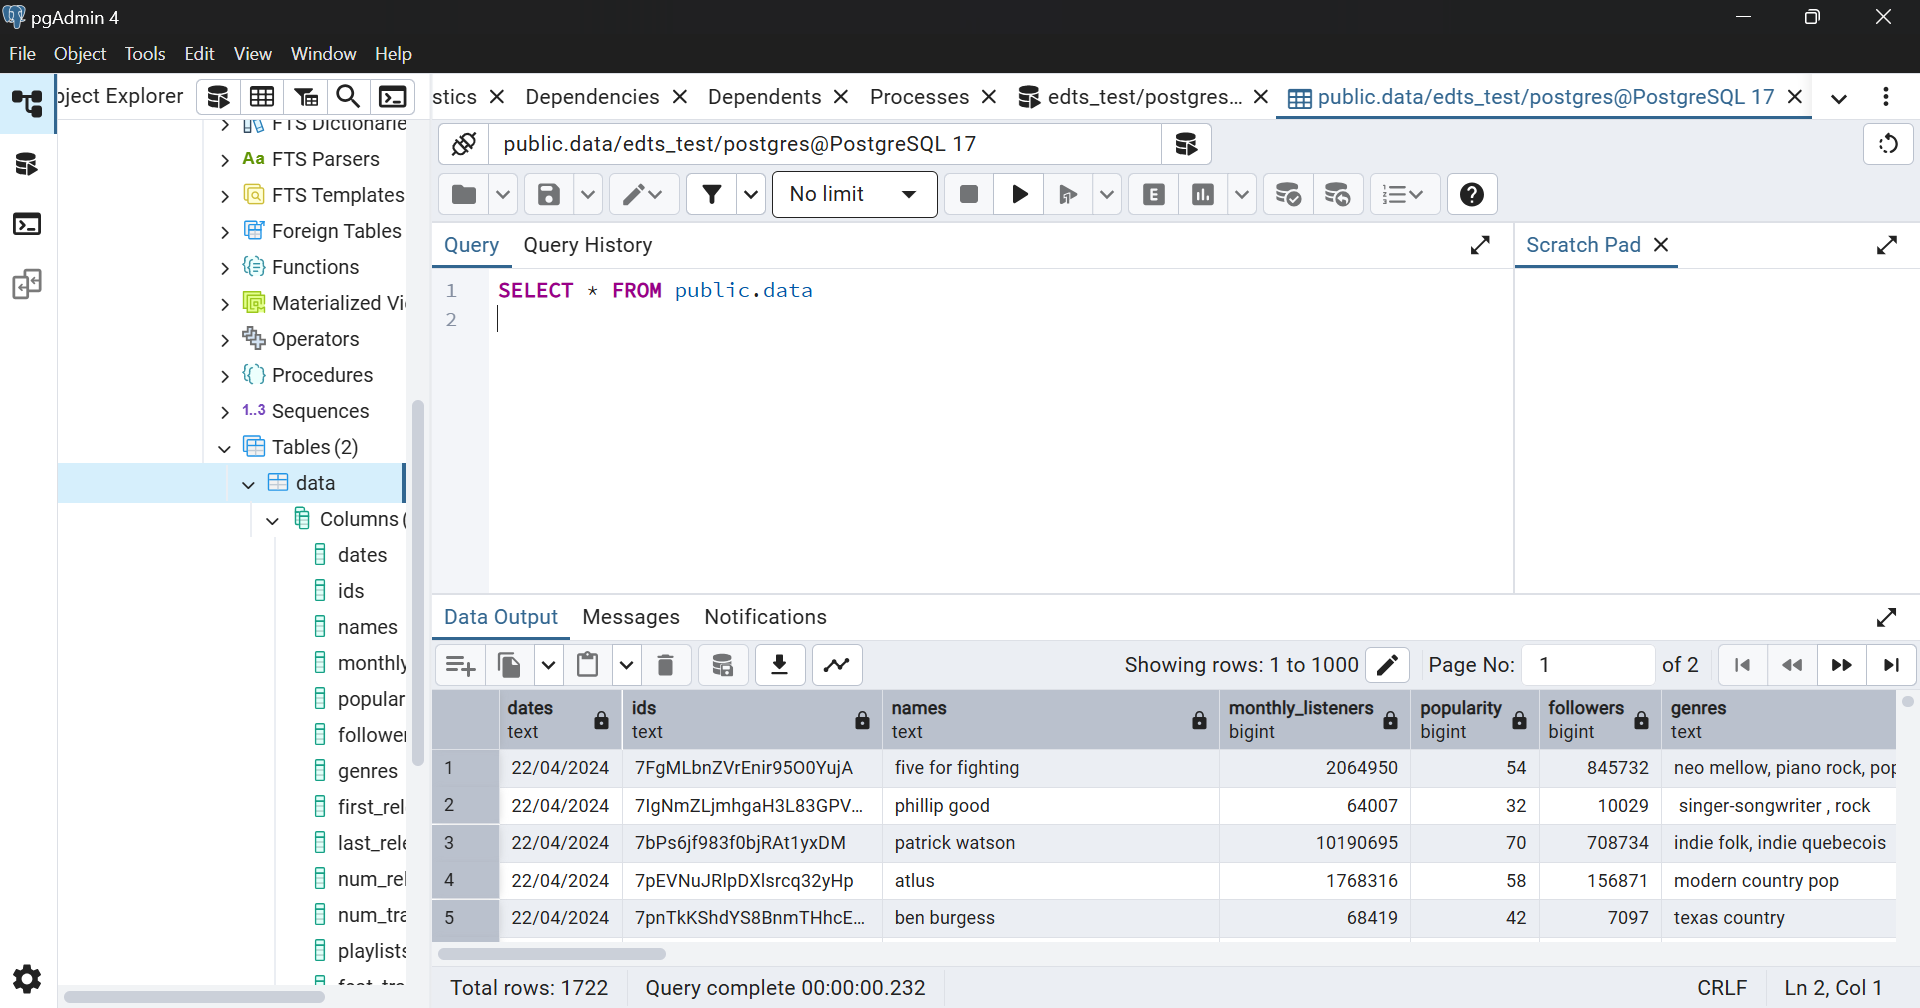 pgAdmin 4
File Object Tools Edit View Window Help
bject Explorer
stics Dependencies Dependents Processes edts_test/postgres... public.data/edts_test/postgres@PostgreSQL 17
FTS Dictionarie
Aa FTS Parsers
FTS Templates
Foreign Tables
Functions
Materialized Vi
Operators
Procedures
1..3 Sequences
Tables (2)
data
Columns (
dates
ids
names
monthly
popular
followe
genres
first_rel
last_rele
num_rel
num_tra
playlists
public.data/edts_test/postgres@PostgreSQL 17
No limit
E
Query Query History
Scratch Pad
1 SELECT * FROM public.data
2
Data Output Messages Notifications
Showing rows: 1 to 1000 Page No: 1 of 2
dates ids names monthly_listeners popularity followers genres
text text text bigint bigint bigint text
1 22/04/2024 7FgMLbnZVrEnir95O0YujA five for fighting 2064950 54 845732 neo mellow, piano rock, pop
2 22/04/2024 7IgNmZLjmhgaH3L83GPV... phillip good 64007 32 10029 singer-songwriter , rock
3 22/04/2024 7bPs6jf983f0bjRAt1yxDM patrick watson 10190695 70 708734 indie folk, indie quebecois
4 22/04/2024 7pEVNuJRlpDXlsrcq32yHp atlus 1768316 58 156871 modern country pop
5 22/04/2024 7pnTkKShdYS8BnmTHhcE... ben burgess 68419 42 7097 texas country
Total rows: 1722 Query complete 00:00:00.232 CRLF Ln 2, Col 1